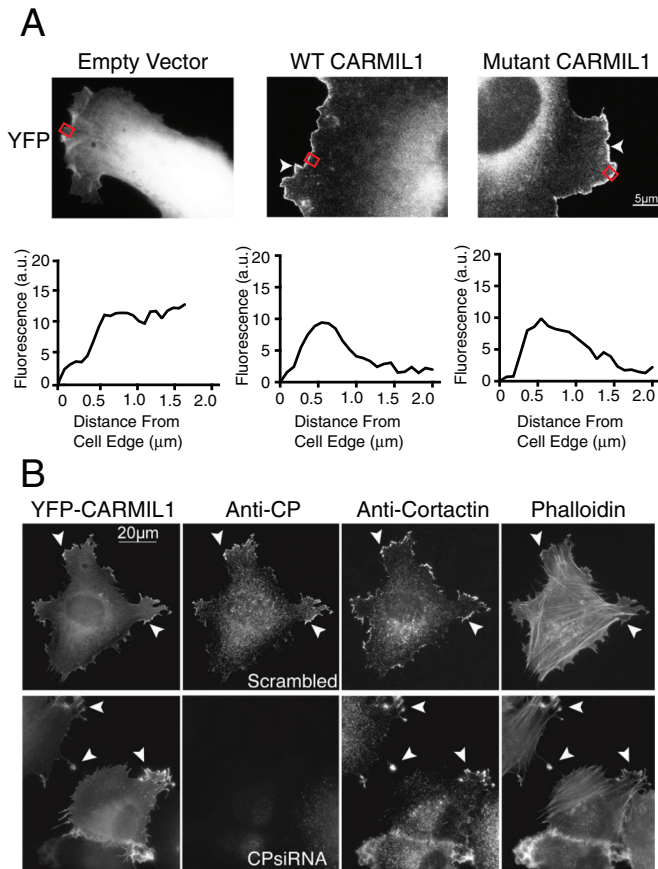 A
Empty Vector
WT CARMIL1
Mutant CARMIL1
YFP
5μm
Fluorescence (a.u.)
20
15
10
5
0
0
0.5
1.0
1.5
2.0
Distance From
Cell Edge (μm)
Fluorescence (a.u.)
20
15
10
5
0
0
0.5
1.0
1.5
2.0
Distance From
Cell Edge (μm)
Fluorescence (a.u.)
20
15
10
5
0
0
0.5
1.0
1.5
2.0
Distance From
Cell Edge (μm)
B
YFP-CARMIL1
Anti-CP
Anti-Cortactin
Phalloidin
20μm
Scrambled
CPsiRNA